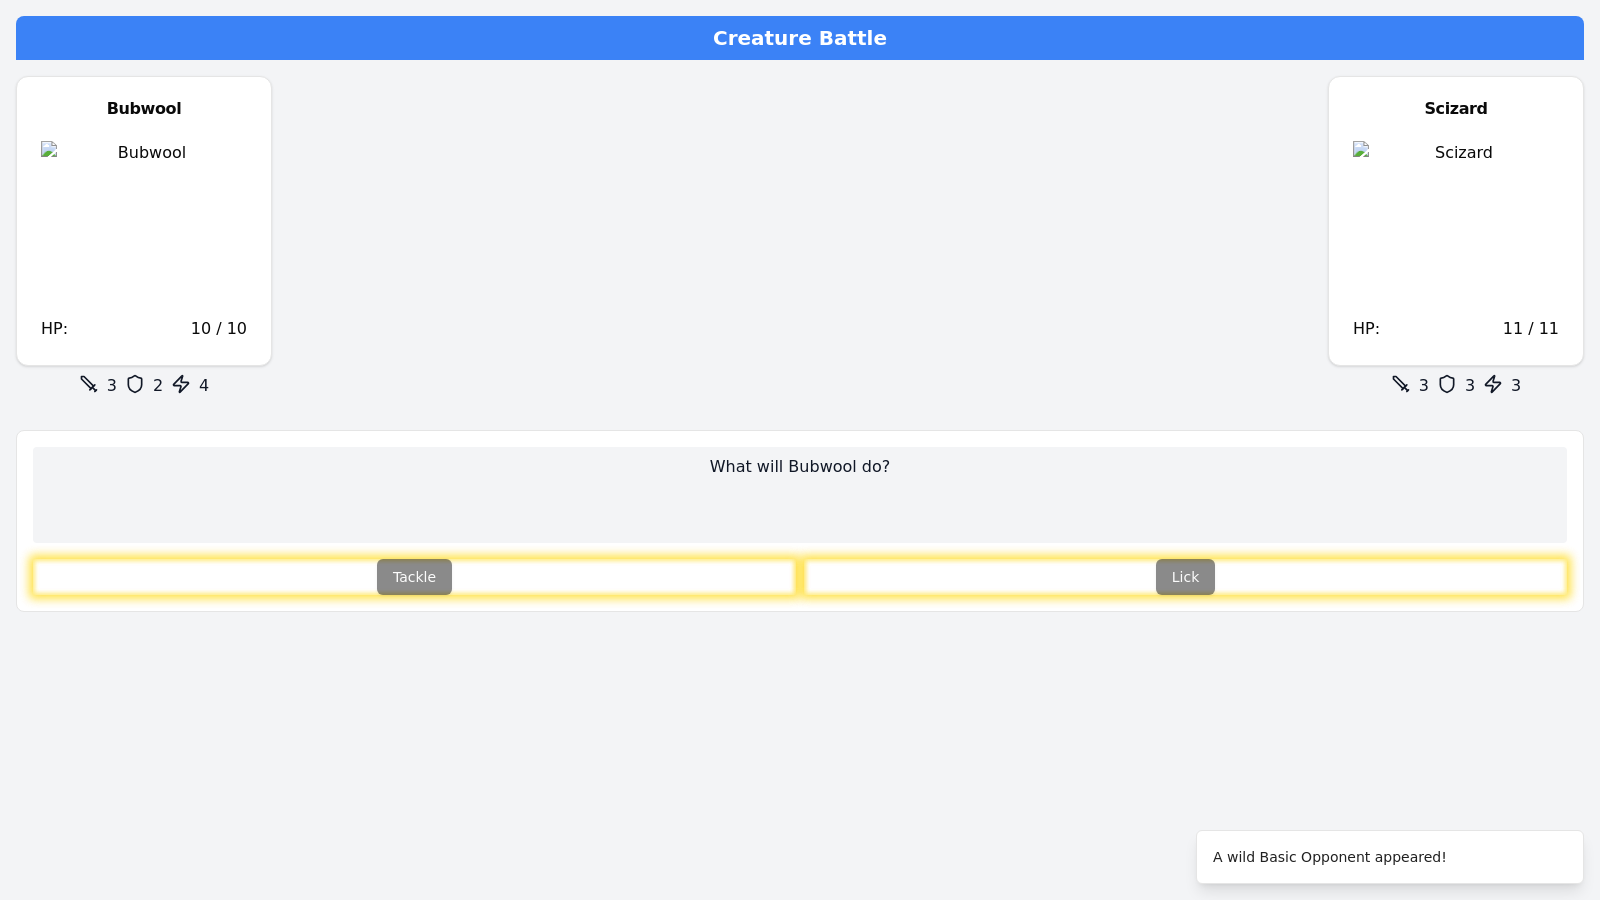 Creature Battle
Bubwool
Bubwool
HP: 10 / 10
3 2 4
Scizard
Scizard
HP: 11 / 11
3 3 3
What will Bubwool do?
Tackle
Lick
A wild Basic Opponent appeared!